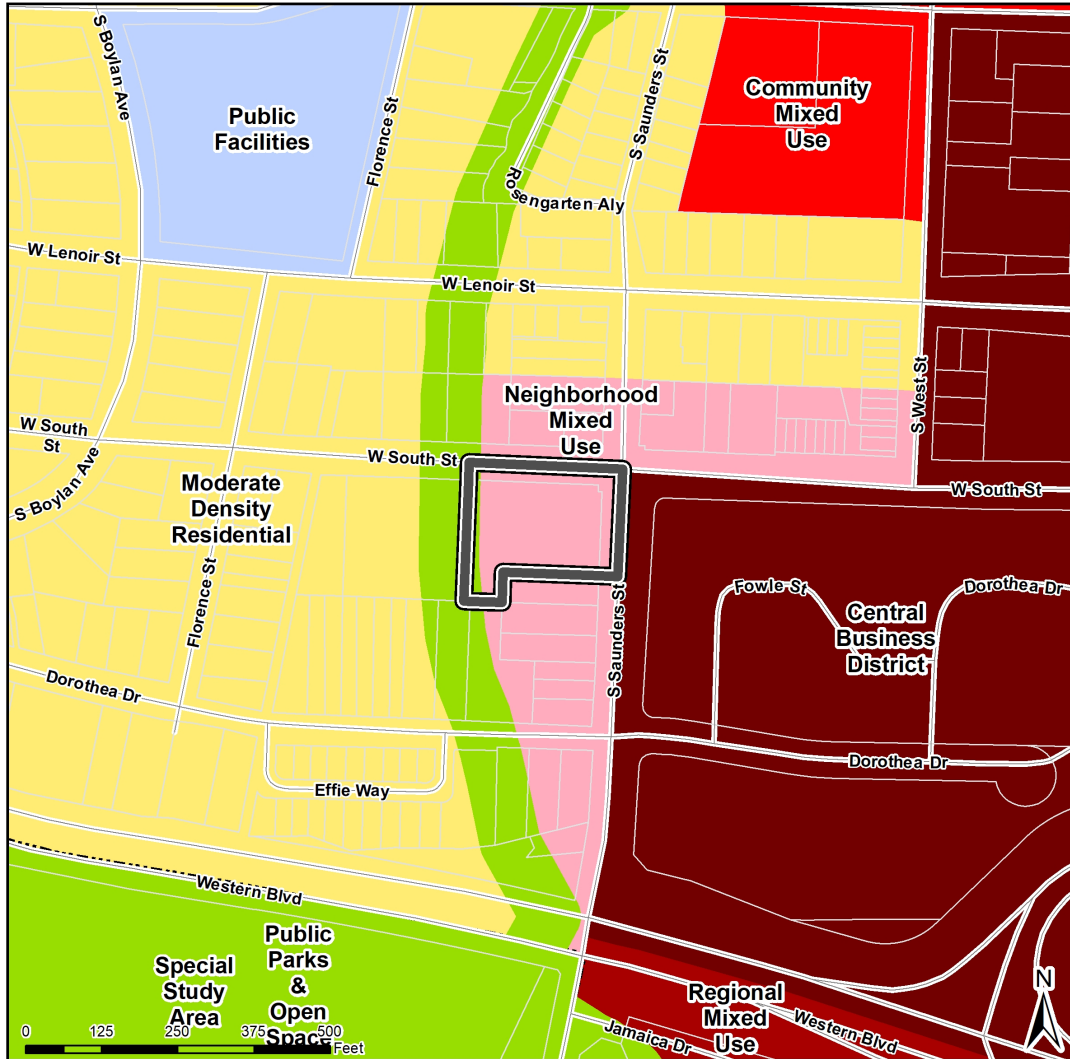 S Boylan Ave
Public
Facilities
Florence St
S Saunders St
Community
Mixed
Use
Rosengarten Aly
W Lenoir St
W Lenoir St
S West St
Neighborhood
Mixed
Use
W South
St
W South St
S Boylan Ave
Moderate
Density
Residential
W South St
Florence St
Fowle St
Dorothea Dr
Central
Business
District
S Saunders St
Dorothea Dr
Dorothea Dr
Effie Way
Western Blvd
Special
Study
Area
Public
Parks
&
Open
Space
Regional
Mixed
Use
Western Blvd
Jamaica Dr
N
0 125 250 375 500
Feet